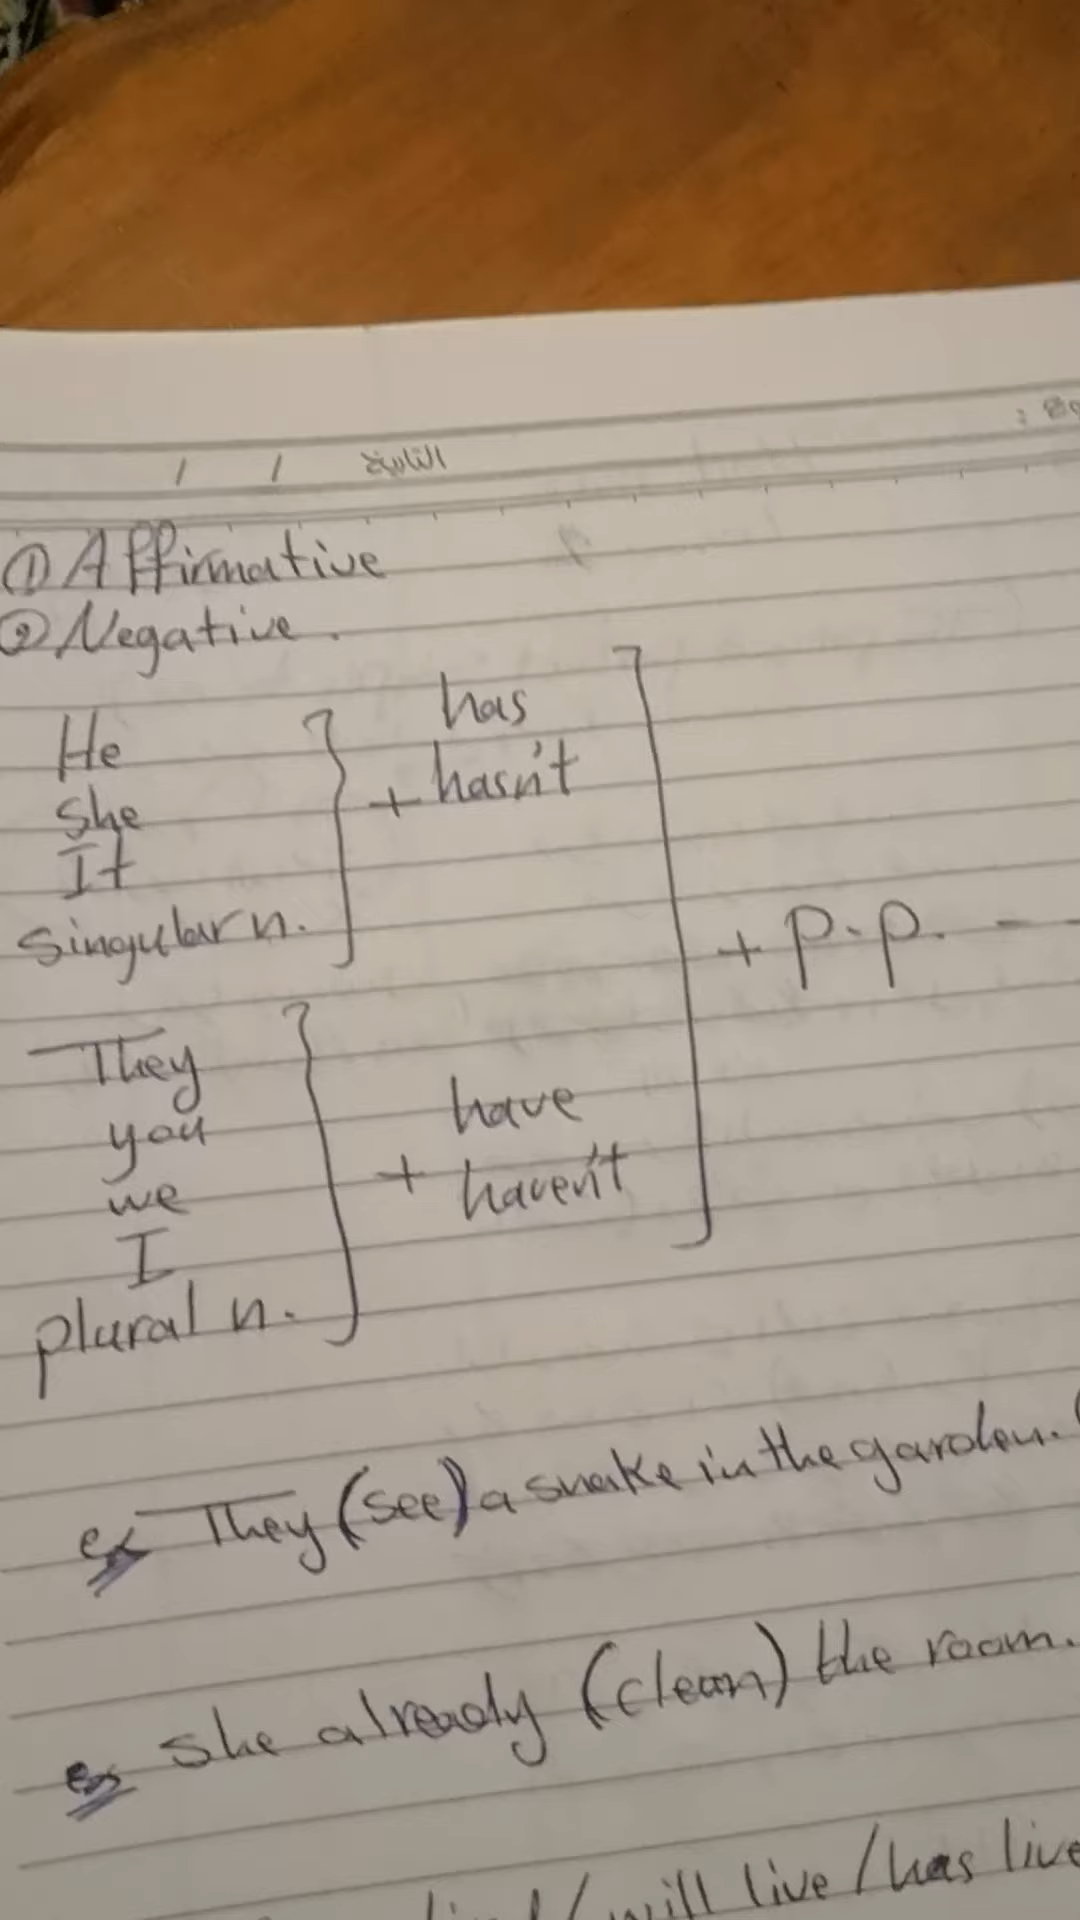 / / التاريخ
① Affirmative
② Negative.
He
She
It
singular n.
+ has
hasn't
They
you
we
I
plural n.
+ have
haven't
+ p.p. - -
ex They (see) a snake in the garden. (
ex she already (clean) the room.
/ will live / has live